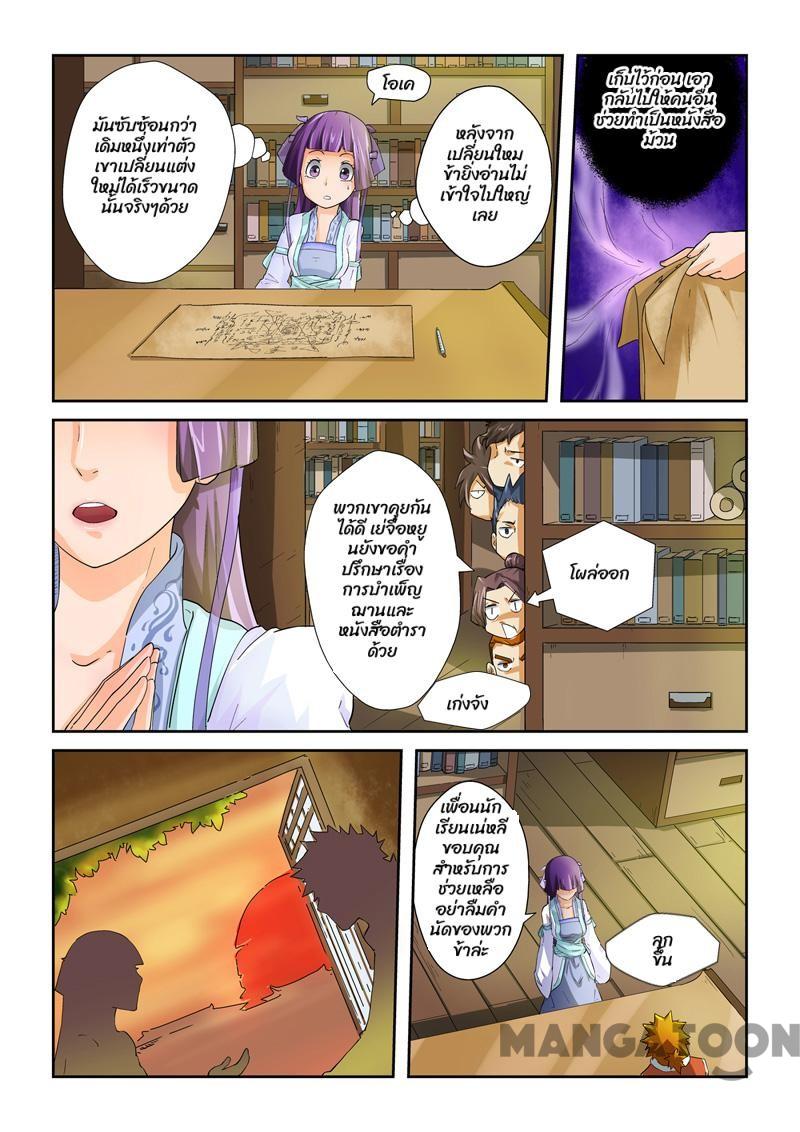 มันซับซ้อนกว่า
เดิมหนึ่งเท่าตัว
เขาเปลี่ยนแต่ง
ใหม่ได้เร็วขนาด
นั้นจริงๆด้วย
โอเค
หลังจาก
เปลี่ยนใหม่
ข้ายิ่งอ่านไม่
เข้าใจไปใหญ่
เลย
เก็บไว้ก่อน เอา
กลับไปให้คนอื่น
ช่วยทำเป็นหนังสือ
ม้วน
พวกเขาคุยกัน
ได้ดี เย่จื่อหยู
นยังขอคำ
ปรึกษาเรื่อง
การบำเพ็ญ
ฌานและ
หนังสือตำรา
ด้วย
โผล่ออก
เก่งจัง
เพื่อนนัก
เรียนเน่หลี
ขอบคุณ
สำหรับการ
ช่วยเหลือ
อย่าลืมคำ
นัดของพวก
ข้าล่ะ
ลุก
ขึ้น
MANGATOON